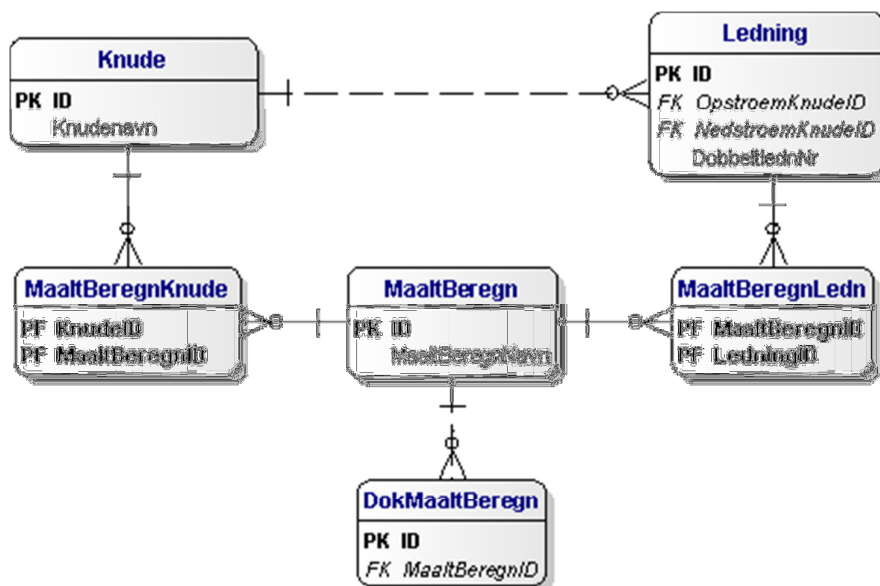 Knude
PK ID
Knudenavn
Ledning
PK ID
FK OpstroemKnudeID
FK NedstroemKnudeID
DobbeltlednNr
MaaltBeregnKnude
PF KnudeID
PF MaaltBeregnID
MaaltBeregn
PK ID
MaaltBeregnNavn
MaaltBeregnLedn
PF MaaltBeregnID
PF LedningID
DokMaaltBeregn
PK ID
FK MaaltBeregnID